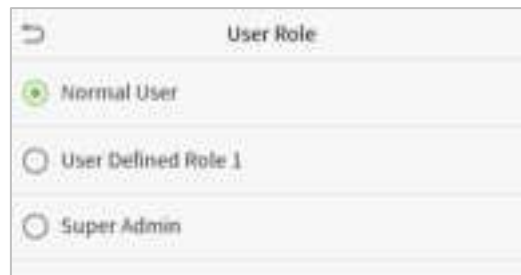 User Role
Normal User
User Defined Role 1
Super Admin